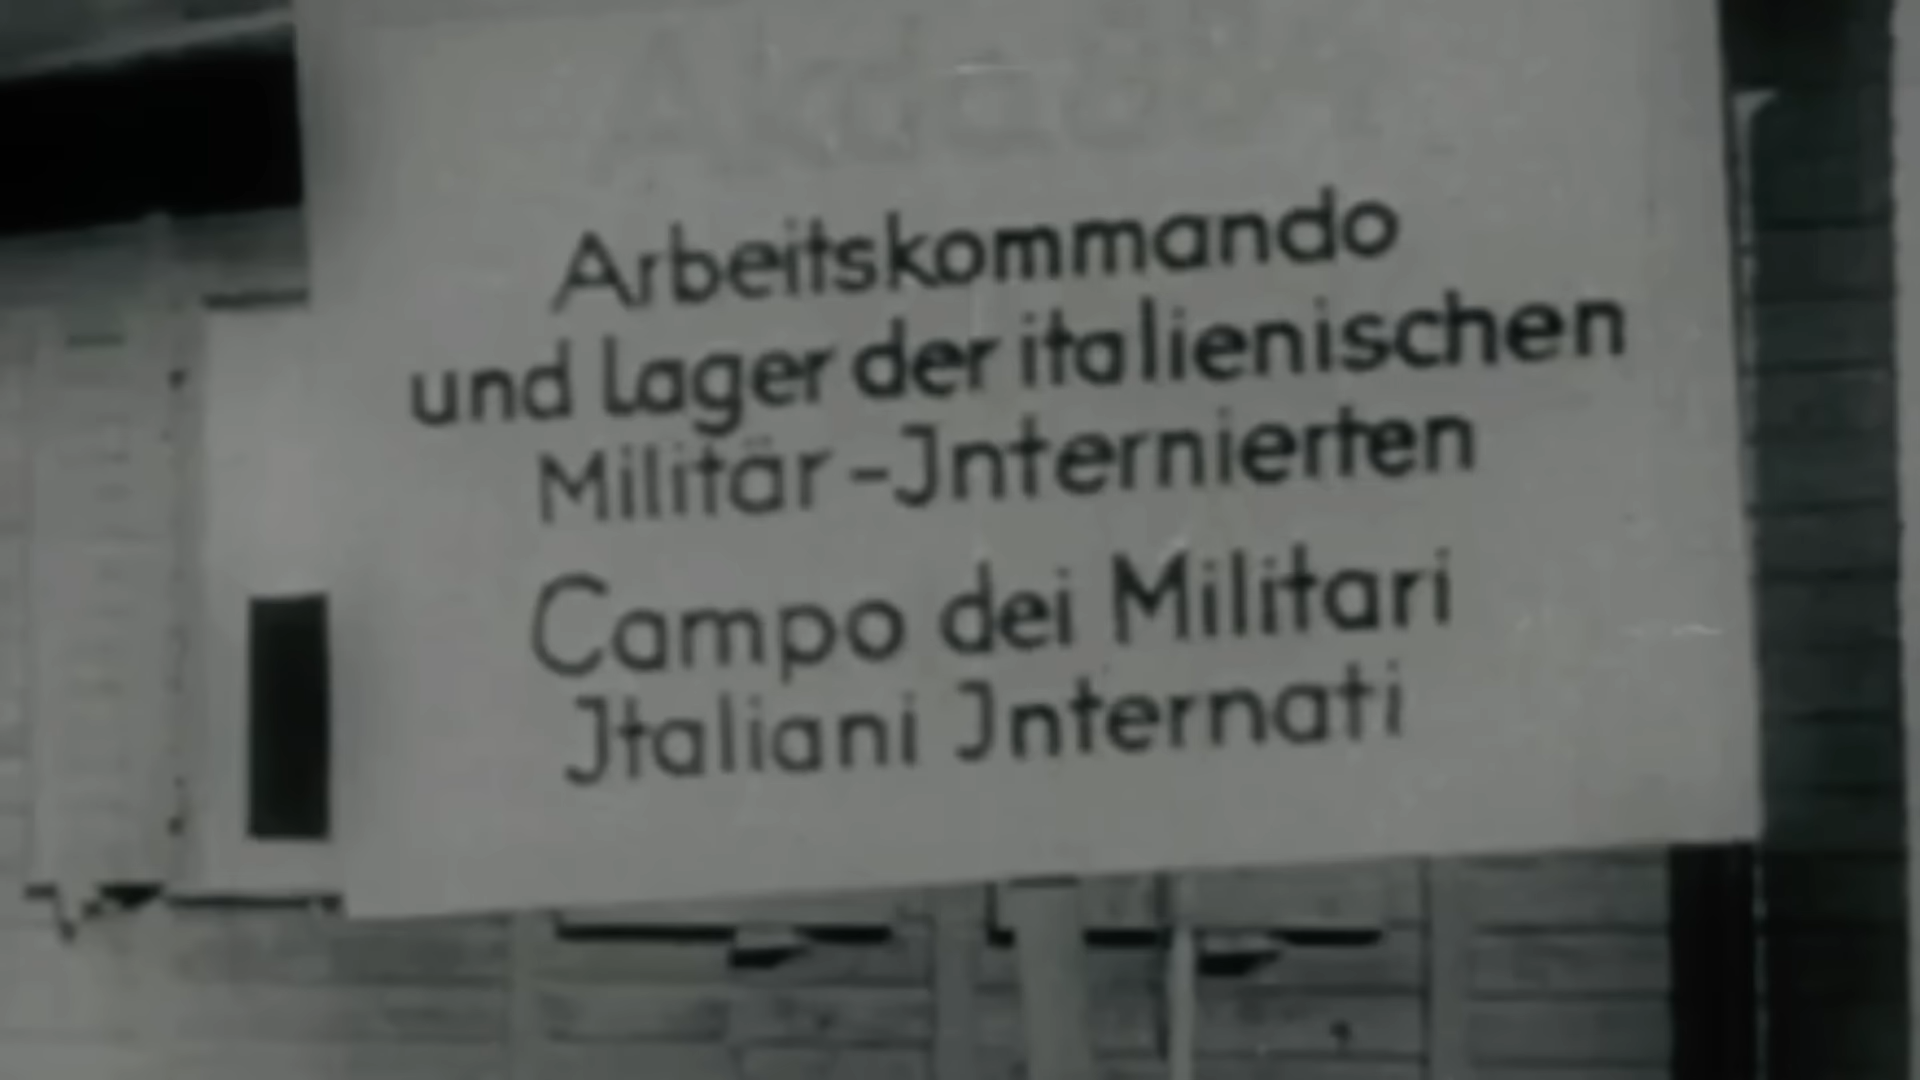 Arbeitskommando
und Lager der italienischen
Militär-Jnternierten
Campo dei Militari
Jtaliani Jnternati